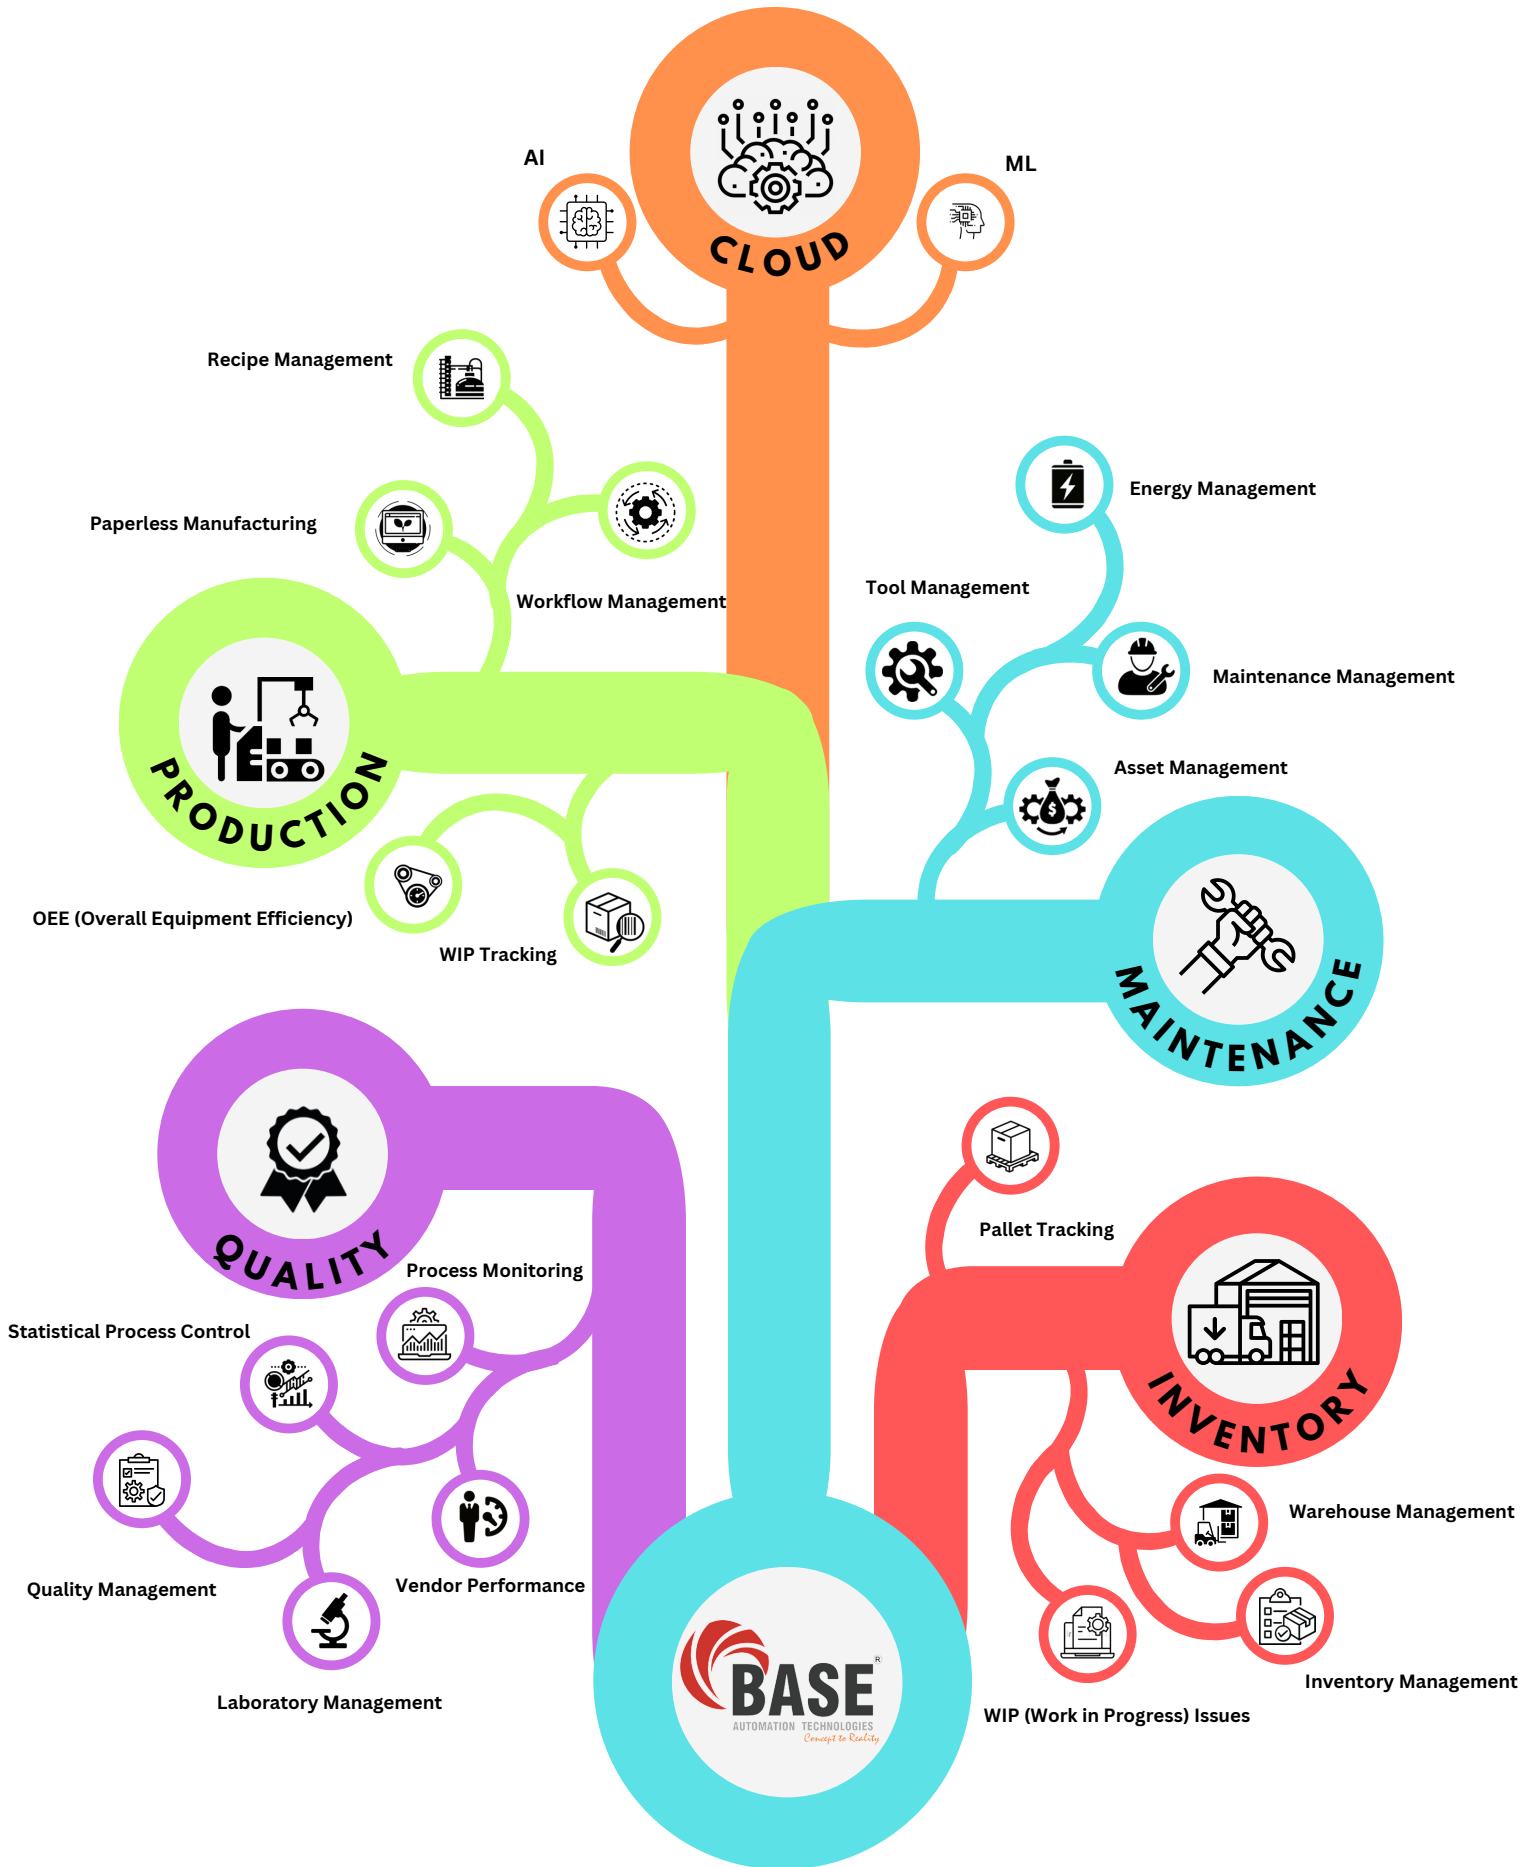 AI
ML
CLOUD
Recipe Management
Energy Management
Paperless Manufacturing
Tool Management
Workflow Management
Maintenance Management
Asset Management
PRODUCTION
OEE (Overall Equipment Efficiency)
WIP Tracking
MAINTENANCE
Pallet Tracking
QUALITY
Process Monitoring
Statistical Process Control
INVENTORY
Warehouse Management
Quality Management
Vendor Performance
Inventory Management
Laboratory Management
WIP (Work in Progress) Issues
BASE®
AUTOMATION TECHNOLOGIES
Concept to Reality